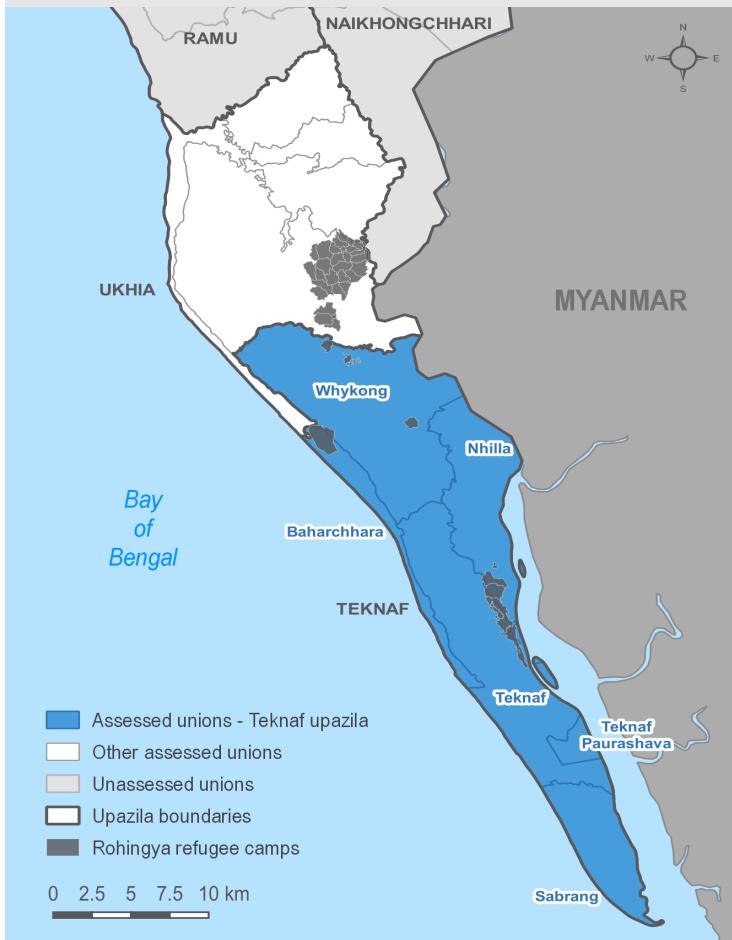 RAMU
NAIKHONGCHHARI
N
W
E
S
UKHIA
MYANMAR
Whykong
Nhilla
Bay
of
Bengal
Baharchhara
TEKNAF
Teknaf
Teknaf
Paurashava
Sabrang
Assessed unions - Teknaf upazila
Other assessed unions
Unassessed unions
Upazila boundaries
Rohingya refugee camps
0 2.5 5 7.5 10 km